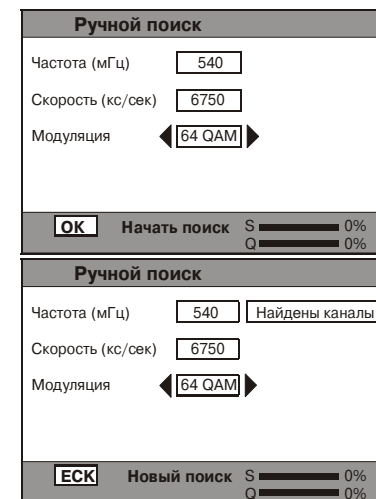 Ручной поиск
Частота (мГц) 540
Скорость (кс/сек) 6750
Модуляция 64 QAM
OK Начать поиск S 0%
Q 0%
Ручной поиск
Частота (мГц) 540 Найдены каналы
Скорость (кс/сек) 6750
Модуляция 64 QAM
ECK Новый поиск S 0%
Q 0%